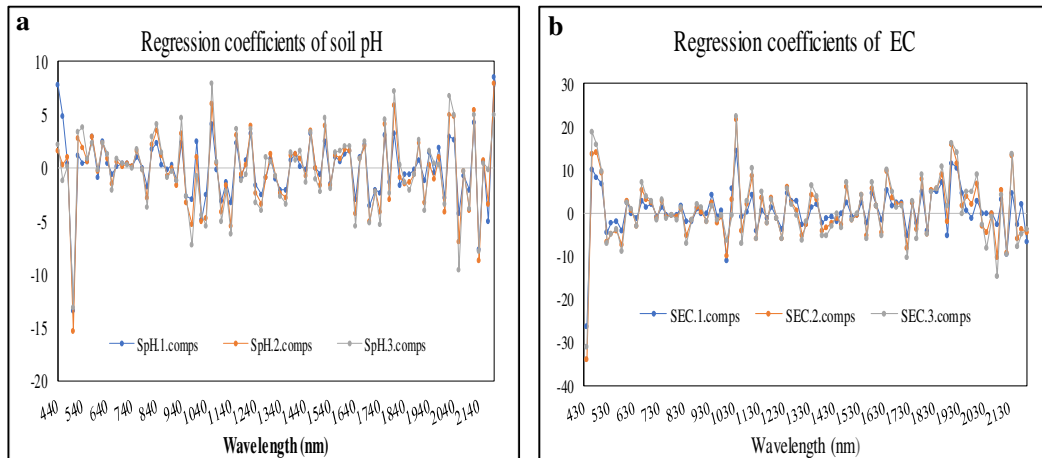 a
Regression coefficients of soil pH
10
5
0
-5
-10
-15
-20
SpH.1.comps SpH.2.comps SpH.3.comps
440 540 640 740 840 940 1040 1140 1240 1340 1440 1540 1640 1740 1840 1940 2040 2140
Wavelength (nm)
b
Regression coefficients of EC
30
20
10
0
-10
-20
-30
-40
SEC.1.comps SEC.2.comps SEC.3.comps
430 530 630 730 830 930 1030 1130 1230 1330 1430 1530 1630 1730 1830 1930 2030 2130
Wavelength (nm)